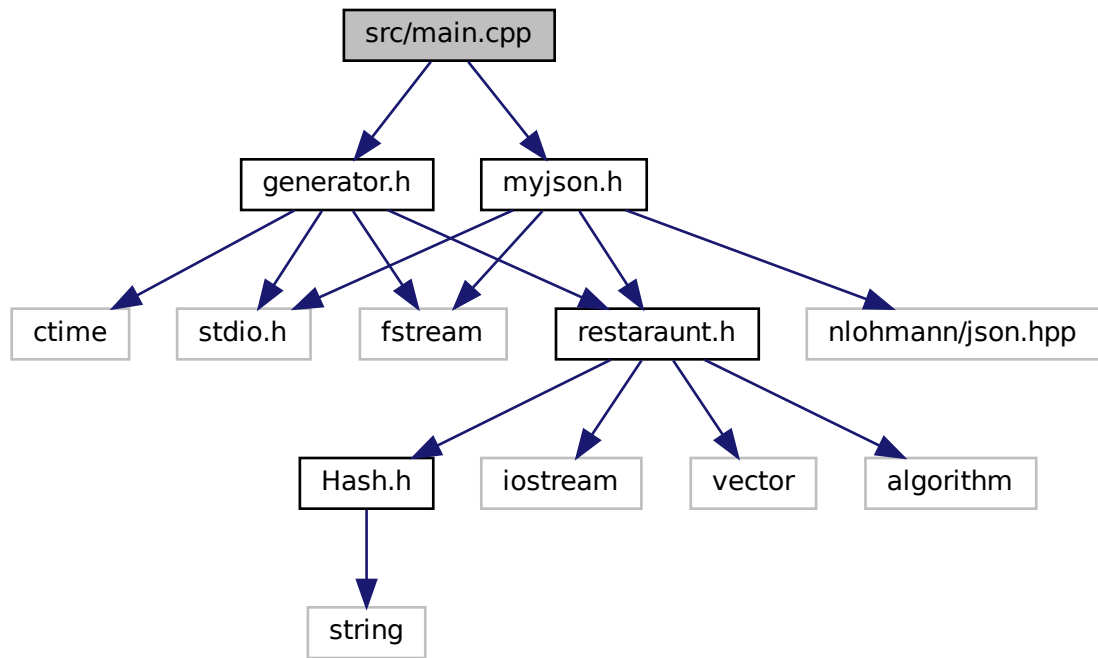 src/main.cpp
generator.h
myjson.h
ctime
stdio.h
fstream
restaraunt.h
nlohmann/json.hpp
Hash.h
iostream
vector
algorithm
string